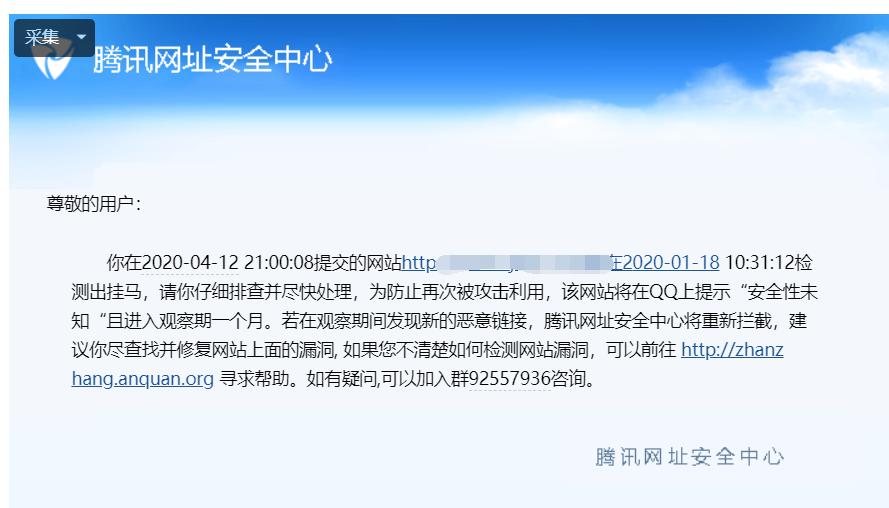 采集
腾讯网址安全中心
尊敬的用户：
你在2020-04-12 21:00:08提交的网站http在2020-01-18 10:31:12检
测出挂马，请你仔细排查并尽快处理，为防止再次被攻击利用，该网站将在QQ上提示“安全性未
知“且进入观察期一个月。若在观察期间发现新的恶意链接，腾讯网址安全中心将重新拦截，建
议你尽查找并修复网站上面的漏洞, 如果您不清楚如何检测网站漏洞，可以前往 http://zhanz
hang.anquan.org 寻求帮助。如有疑问,可以加入群92557936咨询。
腾讯网址安全中心